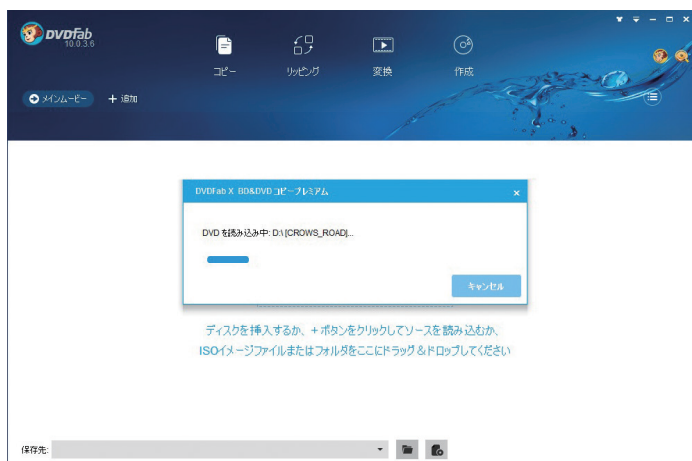 DVDFab
10.0.3.6
コピー
リッピング
変換
作成
メインムービー
+ 追加
DVDFab X BD&DVD コピープレミアム
×
DVD を読み込み中: D:\ [CROWS_ROAD]...
キャンセル
ディスクを挿入するか、+ボタンをクリックしてソースを読み込むか、
ISOイメージファイルまたはフォルダをここにドラッグ&ドロップしてください
保存先: